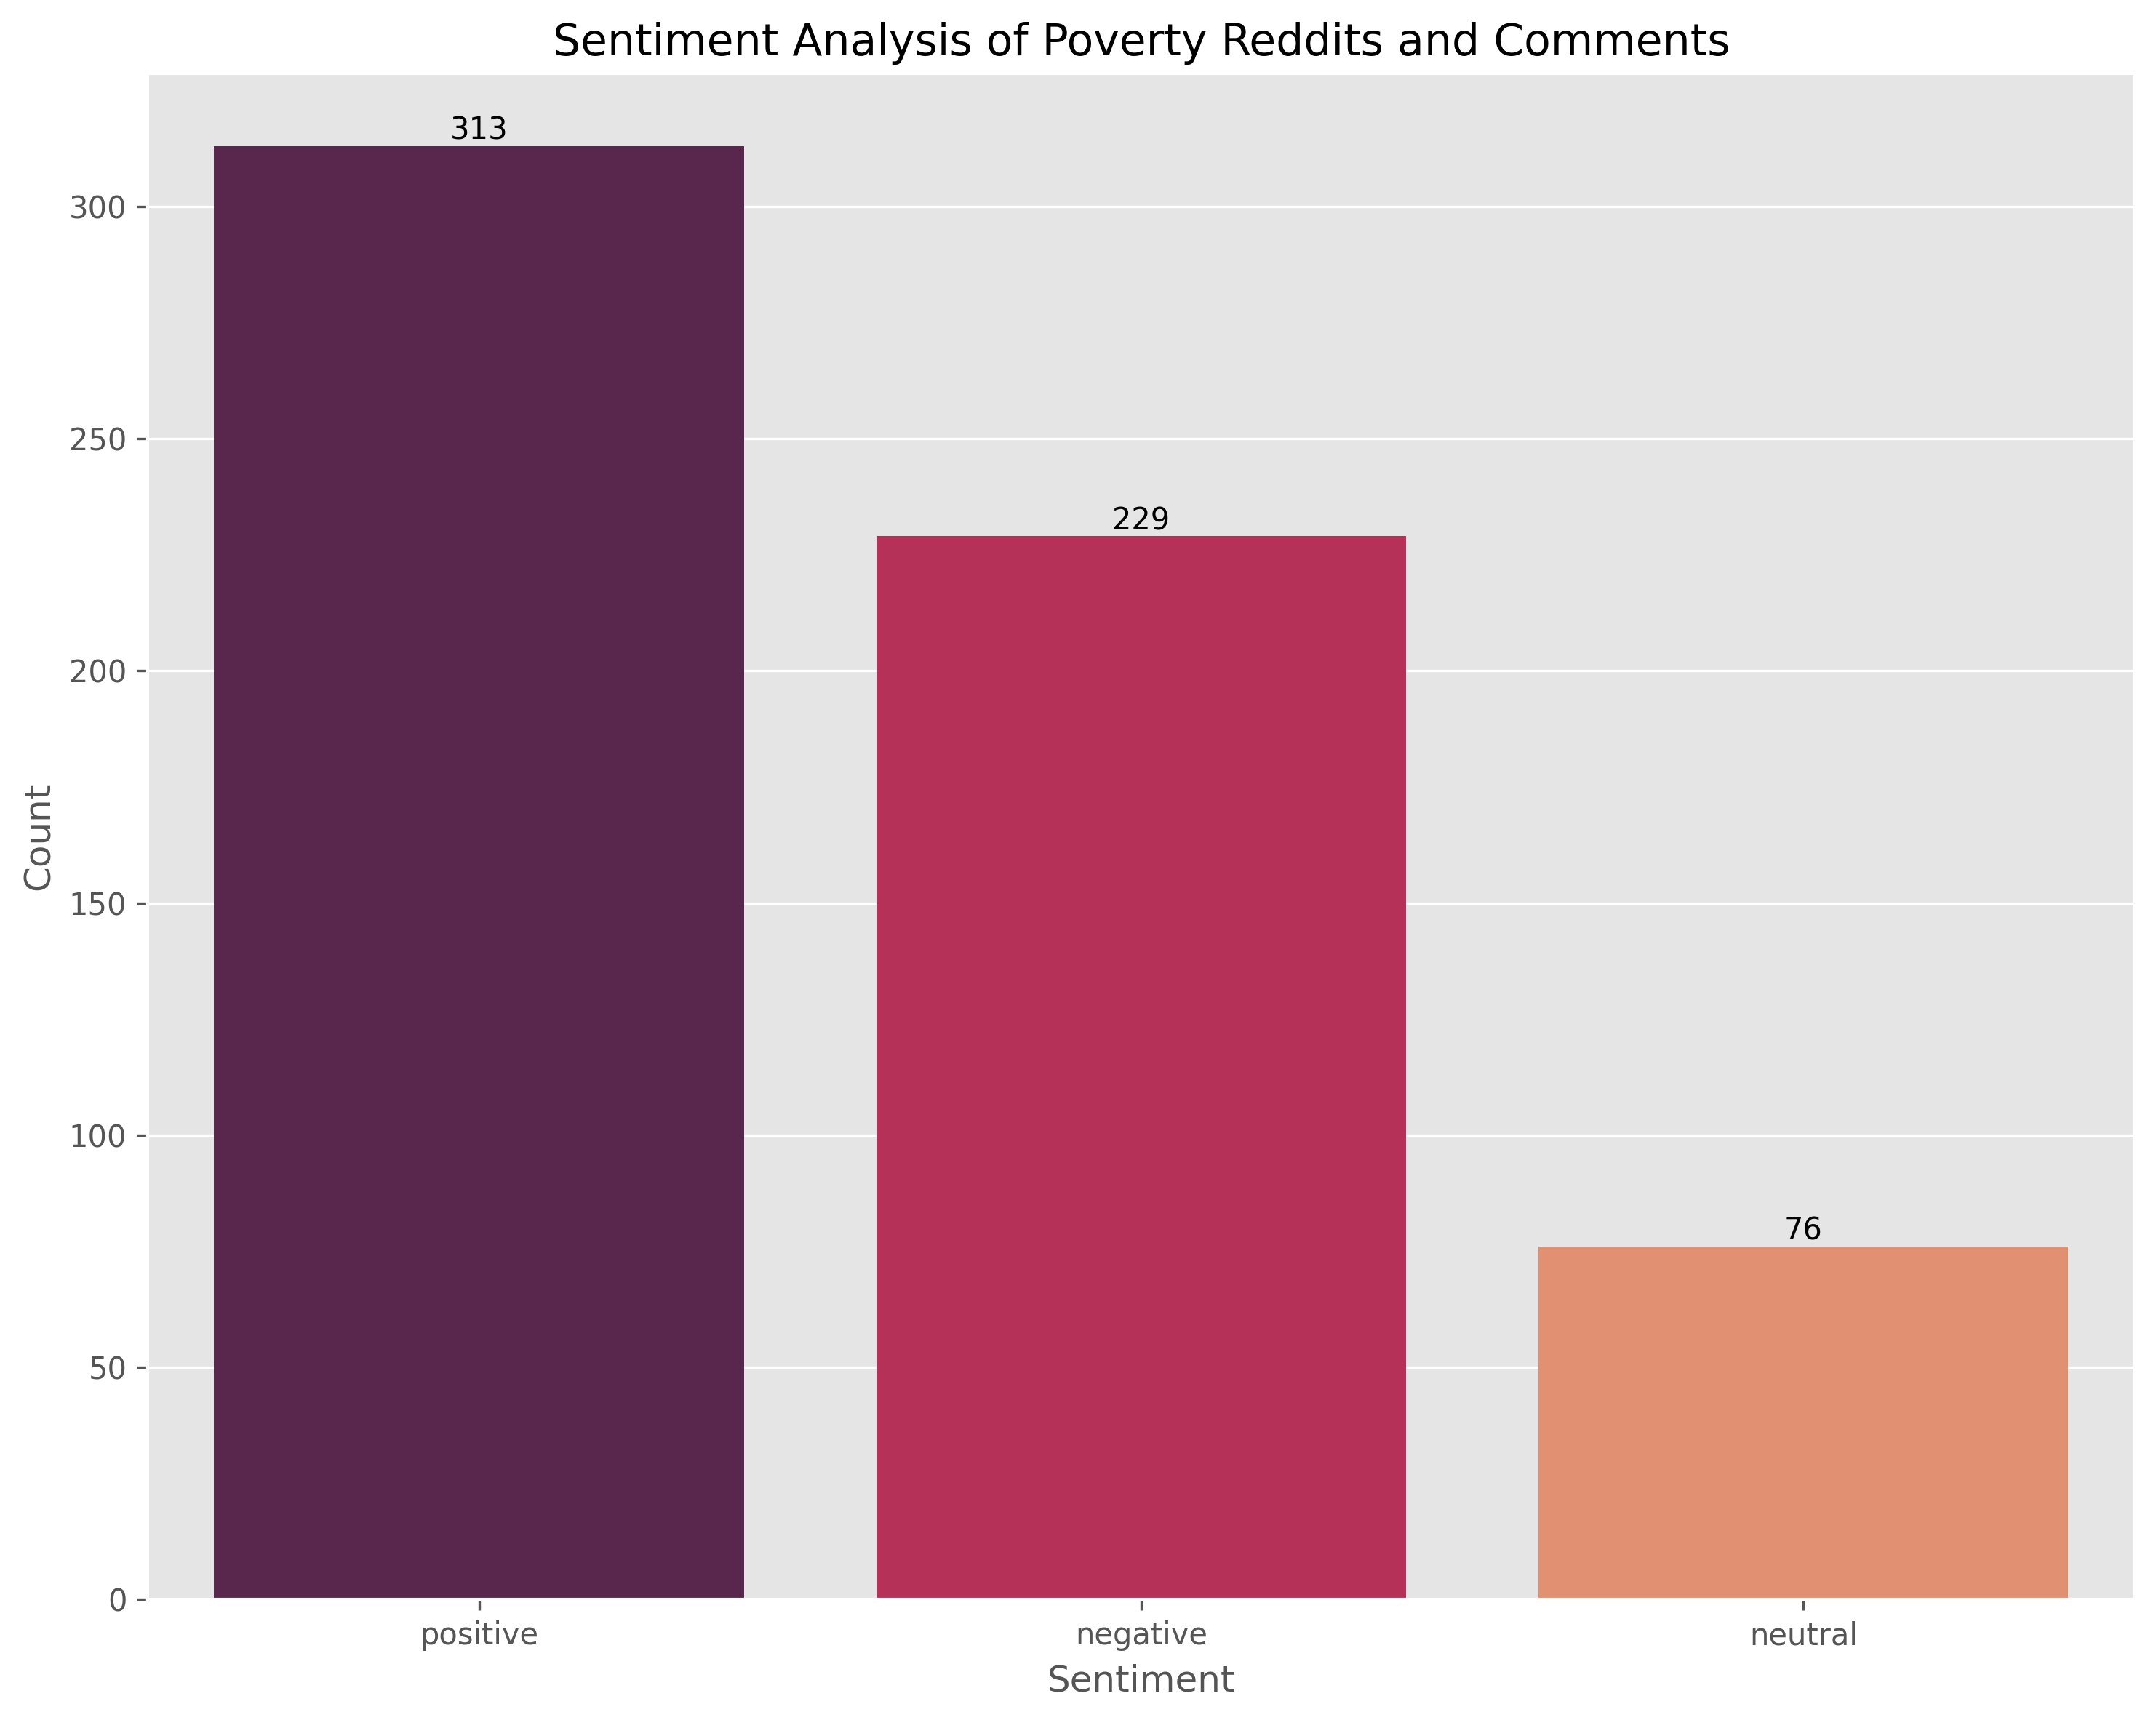 Sentiment Analysis of Poverty Reddits and Comments
313
300
250
229
200
Count
150
100
76
50
0
positive
negative
neutral
Sentiment